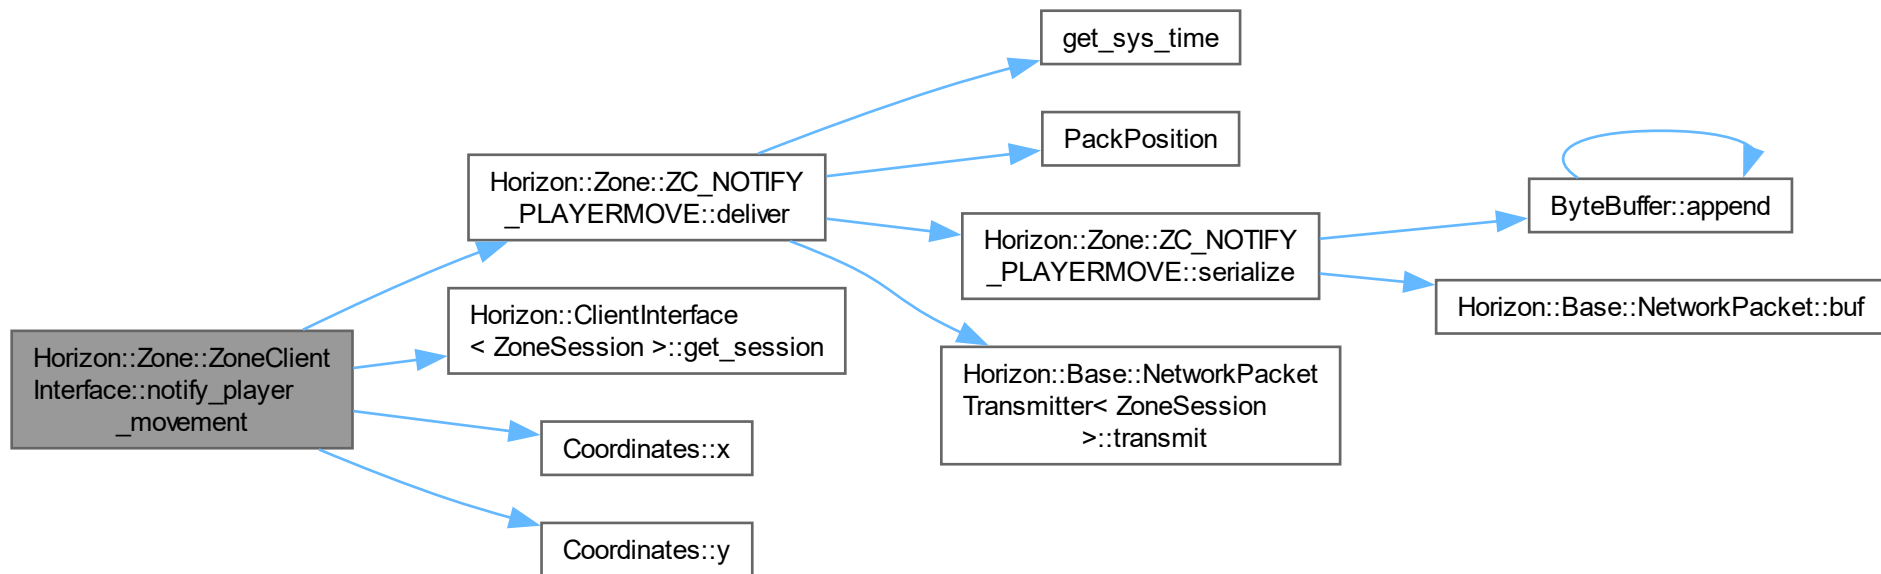 Horizon::Zone::ZoneClient
Interface::notify_player
_movement
Horizon::Zone::ZC_NOTIFY
_PLAYERMOVE::deliver
get_sys_time
PackPosition
Horizon::Zone::ZC_NOTIFY
_PLAYERMOVE::serialize
ByteBuffer::append
Horizon::Base::NetworkPacket::buf
Horizon::Base::NetworkPacket
Transmitter< ZoneSession
>::transmit
Horizon::ClientInterface
< ZoneSession >::get_session
Coordinates::x
Coordinates::y